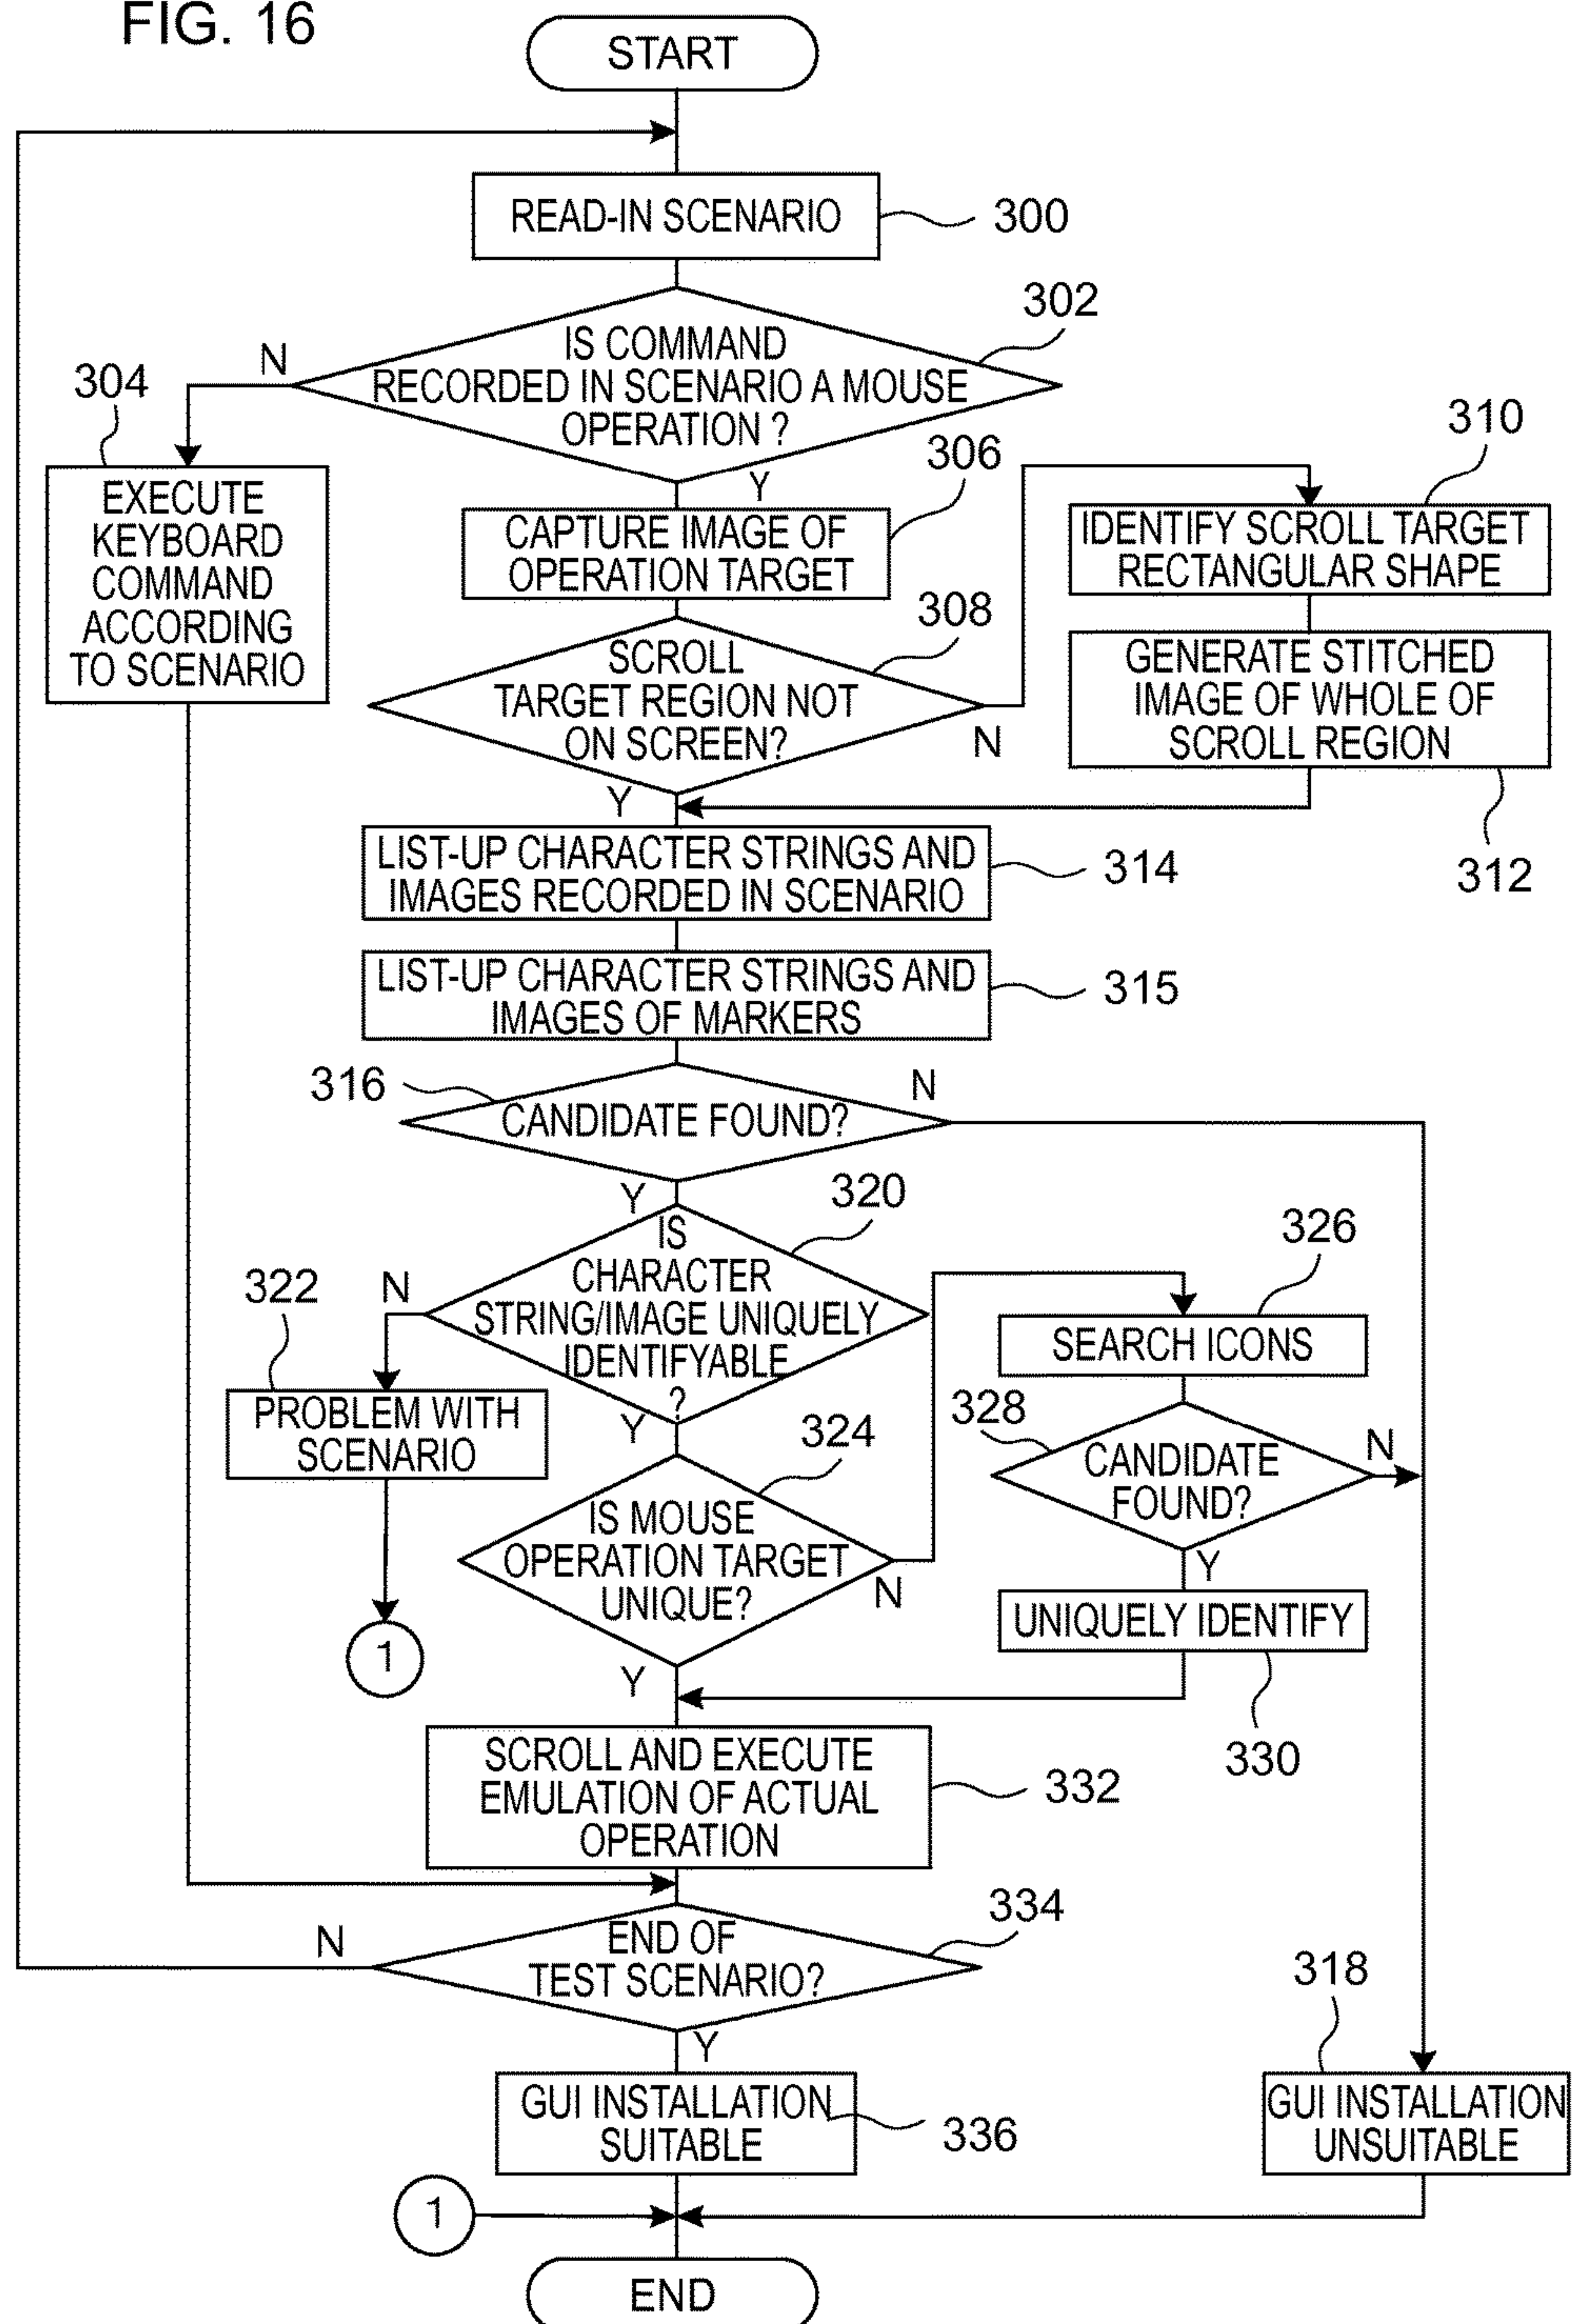 FIG. 16
START
READ-IN SCENARIO
300
302
IS COMMAND
RECORDED IN SCENARIO A MOUSE
OPERATION ?
N
Y
304
EXECUTE
KEYBOARD
COMMAND
ACCORDING
TO SCENARIO
306
CAPTURE IMAGE OF
OPERATION TARGET
308
SCROLL
TARGET REGION NOT
ON SCREEN?
N
Y
310
IDENTIFY SCROLL TARGET
RECTANGULAR SHAPE
GENERATE STITCHED
IMAGE OF WHOLE OF
SCROLL REGION
312
LIST-UP CHARACTER STRINGS AND
IMAGES RECORDED IN SCENARIO
314
LIST-UP CHARACTER STRINGS AND
IMAGES OF MARKERS
315
316
CANDIDATE FOUND?
N
Y
320
IS
CHARACTER
STRING/IMAGE UNIQUELY
IDENTIFYABLE
?
N
Y
322
PROBLEM WITH
SCENARIO
1
324
IS MOUSE
OPERATION TARGET
UNIQUE?
N
Y
326
SEARCH ICONS
328
CANDIDATE
FOUND?
N
Y
UNIQUELY IDENTIFY
330
SCROLL AND EXECUTE
EMULATION OF ACTUAL
OPERATION
332
334
END OF
TEST SCENARIO?
N
Y
GUI INSTALLATION
SUITABLE
336
318
GUI INSTALLATION
UNSUITABLE
1
END